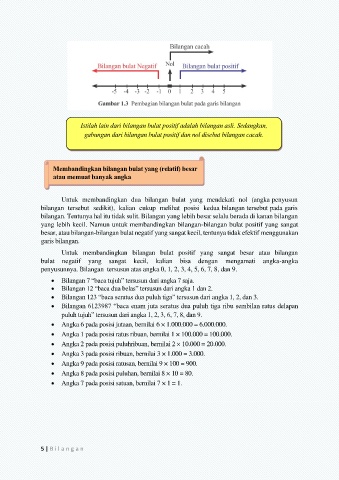 Bilangan cacah
Bilangan bulat Negatif Nol Bilangan bulat positif
-5 -4 -3 -2 -1 0 1 2 3 4 5
Gambar 1.3 Pembagian bilangan bulat pada garis bilangan
Istilah lain dari bilangan bulat positif adalah bilangan asli. Sedangkan,
gabungan dari bilangan bulat positif dan nol disebut bilangan cacah.
Membandingkan bilangan bulat yang (relatif) besar
atau memuat banyak angka
Untuk membandingkan dua bilangan bulat yang mendekati nol (angka penyusun
bilangan tersebut sedikit), kalian cukup melihat posisi kedua bilangan tersebut pada garis
bilangan. Tentunya hal itu tidak sulit. Bilangan yang lebih besar selalu berada di kanan bilangan
yang lebih kecil. Namun untuk membandingkan bilangan-bilangan bulat positif yang sangat
besar, atau bilangan-bilangan bulat negatif yang sangat kecil, tentunya tidak efektif menggunakan
garis bilangan.
Untuk membandingkan bilangan bulat positif yang sangat besar atau bilangan
bulat negatif yang sangat kecil, kalian bisa dengan mengamati angka-angka
penyusunnya. Bilangan tersusun atas angka 0, 1, 2, 3, 4, 5, 6, 7, 8, dan 9.
• Bilangan 7 “baca tujuh” tersusun dari angka 7 saja.
• Bilangan 12 “baca dua belas” tersusun dari angka 1 dan 2.
• Bilangan 123 “baca seratus dua puluh tiga” tersusun dari angka 1, 2, dan 3.
• Bilangan 6123987 “baca enam juta seratus dua puluh tiga ribu sembilan ratus delapan
puluh tujuh” tersusun dari angka 1, 2, 3, 6, 7, 8, dan 9.
• Angka 6 pada posisi jutaan, bernilai 6 × 1.000.000 = 6.000.000.
• Angka 1 pada posisi ratus ribuan, bernilai 1 × 100.000 = 100.000.
• Angka 2 pada posisi puluhribuan, bernilai 2 × 10.000 = 20.000.
• Angka 3 pada posisi ribuan, bernilai 3 × 1.000 = 3.000.
• Angka 9 pada posisi ratusan, bernilai 9 × 100 = 900.
• Angka 8 pada posisi puluhan, bernilai 8 × 10 = 80.
• Angka 7 pada posisi satuan, bernilai 7 × 1 = 1.
5 | Bilangan